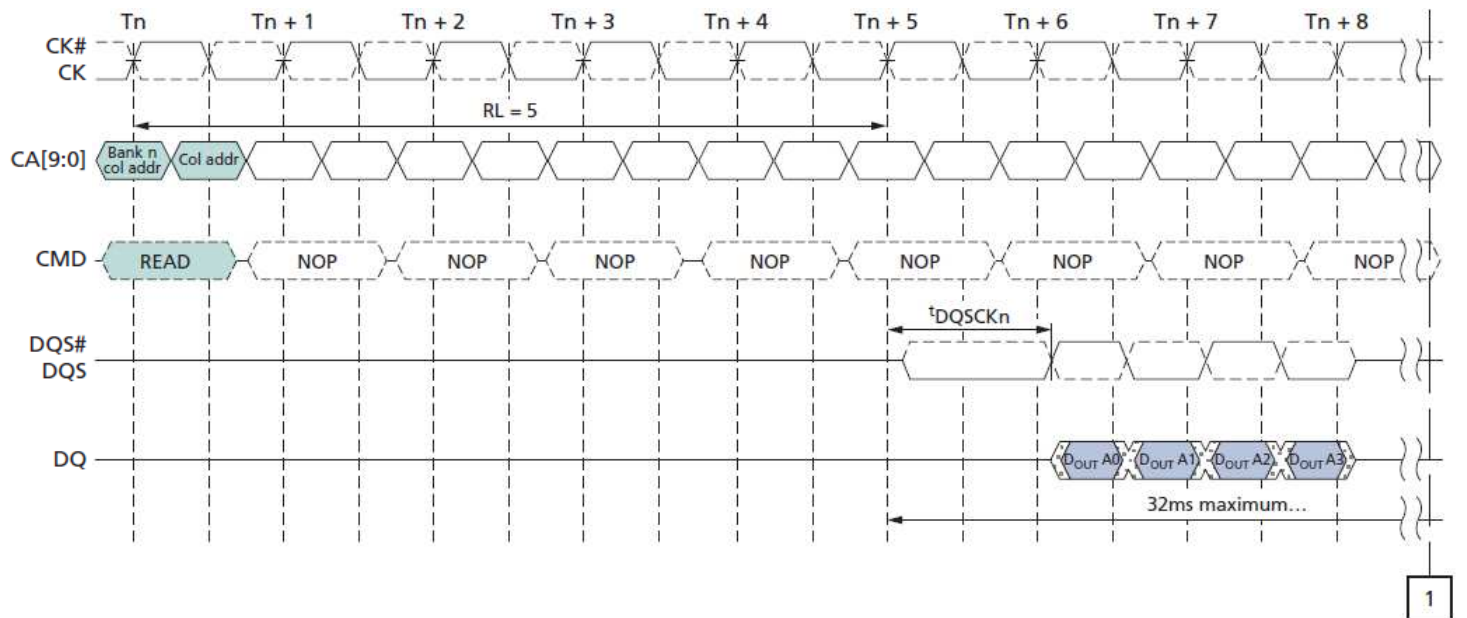 Tn Tn + 1 Tn + 2 Tn + 3 Tn + 4 Tn + 5 Tn + 6 Tn + 7 Tn + 8
CK#
CK
RL = 5
CA[9:0] Bank n col addr Col addr
CMD READ NOP NOP NOP NOP NOP NOP NOP NOP
tDQSCKn
DQS#
DQS
DQ DOUT A0 DOUT A1 DOUT A2 DOUT A3
32ms maximum…
1